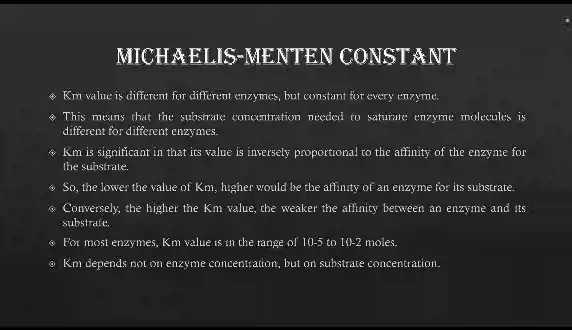 MICHAELIS-MENTEN CONSTANT
Km value is different for different enzymes, but constant for every enzyme.
This means that the substrate concentration needed to saturate enzyme molecules is
different for different enzymes.
Km is significant in that its value is inversely proportional to the affinity of the enzyme for
the substrate.
So, the lower the value of Km, higher would be the affinity of an enzyme for its substrate.
Conversely, the higher the Km value, the weaker the affinity between an enzyme and its
substrate.
For most enzymes, Km value is in the range of 10-5 to 10-2 moles.
Km depends not on enzyme concentration, but on substrate concentration.